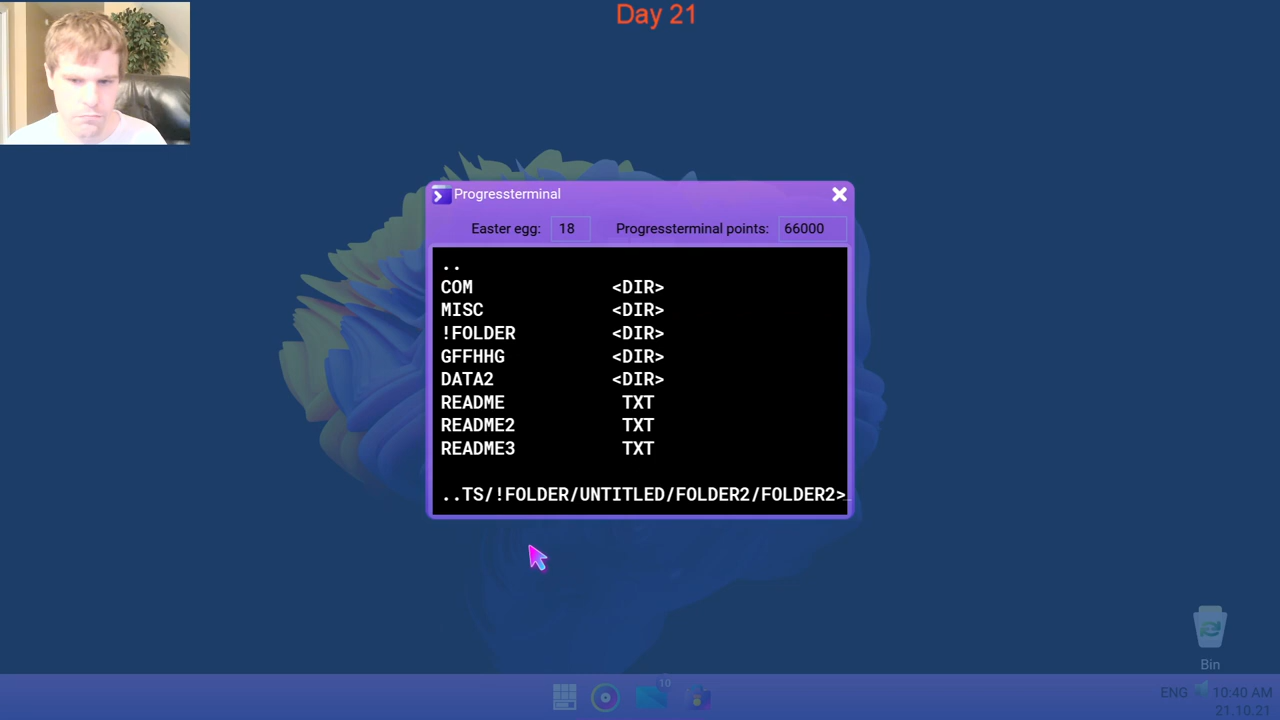 Day 21
Progressterminal
Easter egg: 18 Progressterminal points: 66000
..
COM <DIR>
MISC <DIR>
!FOLDER <DIR>
GFFHHG <DIR>
DATA2 <DIR>
README TXT
README2 TXT
README3 TXT
..TS/!FOLDER/UNTITLED/FOLDER2/FOLDER2>_
Bin
10
ENG 10:40 AM
21.10.21